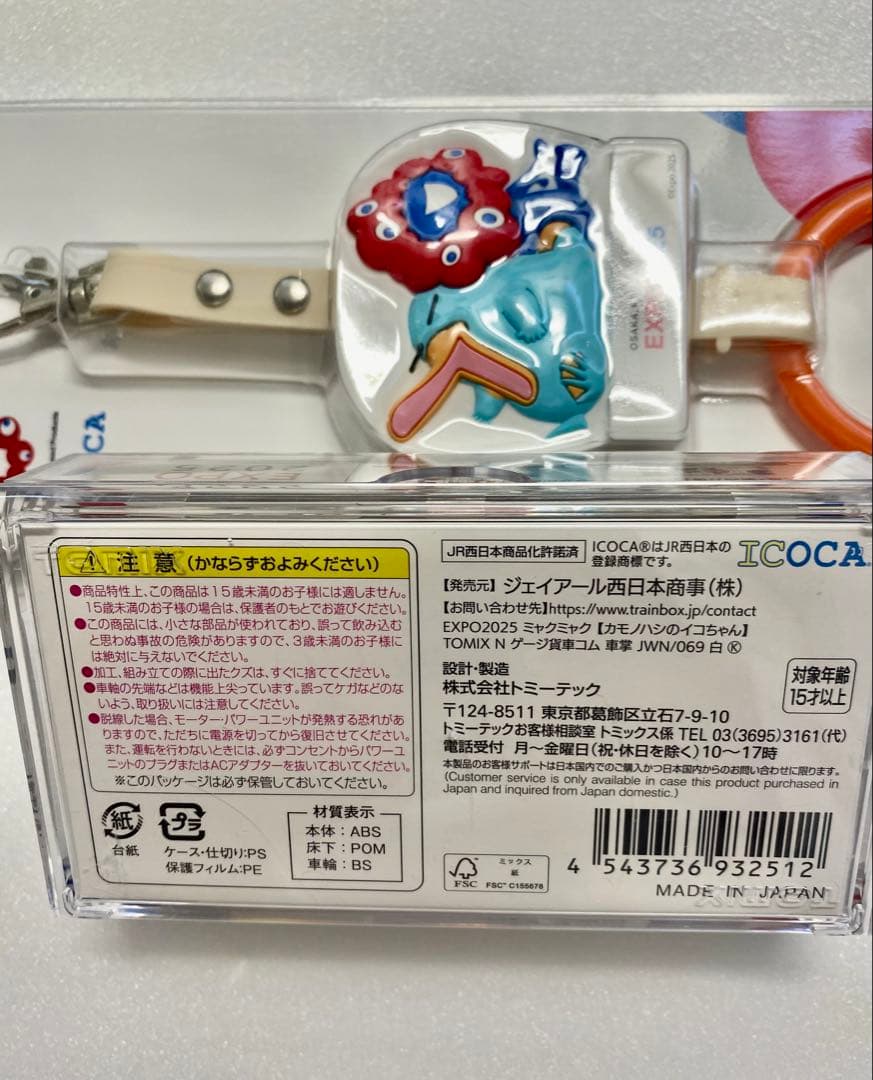 ©Expo 2025
OSAKA,
EXPO 2025
ICOCA
EXPO
2025
TOMIX
⚠ 注 意 (かならずおよみください)
●商品特性上、この商品は15歳未満のお子様には適しません。
15歳未満のお子様の場合は、保護者のもとでお遊びください。
●この商品には、小さな部品が使われており、誤って飲み込む
と思わぬ事故の危険がありますので、3歳未満のお子様に
は絶対に与えないでください。
●加工、組み立ての際に出たクズは、すぐに捨ててください。
●車軸の先端などは機能上尖っています。誤ってケガなどのな
いよう、取り扱いには注意してください。
●脱線した場合、モーター・パワーユニットが発熱する恐れがあ
りますので、ただちに電源を切ってから復旧させてください。
また、運転を行わないときには、必ずコンセントからパワーユ
ニットのプラグまたはACアダプターを抜いておいてください。
※このパッケージは必ず保管しておいてください。
紙
台紙
プラ
ケース・仕切り:PS
保護フィルム:PE
材質表示
本体：ABS
床下：POM
車輪：BS
JR西日本商品化許諾済
ICOCA®はJR西日本の
登録商標です。
ICOCA
【発売元】ジェイアール西日本商事(株)
【お問い合わせ先】https://www.trainbox.jp/contact
EXPO2025 ミャクミャク【カモノハシのイコちゃん】
TOMIX N ゲージ貨車コム 車掌 JWN/069 白 Ⓚ
設計・製造
株式会社トミーテック
〒124-8511 東京都葛飾区立石7-9-10
トミーテックお客様相談室 トミックス係 TEL 03(3695)3161(代)
電話受付 月～金曜日(祝・休日を除く)10～17時
本製品のお客様サポートは日本国内でのご購入かつ日本国内からのお問い合わせに限ります。
(Customer service is only available in case this product purchased in
Japan and inquired from Japan domestic.)
対象年齢
15才以上
FSC
ミックス
紙
FSC™ C155678
4 543736 932512
MADE IN JAPAN